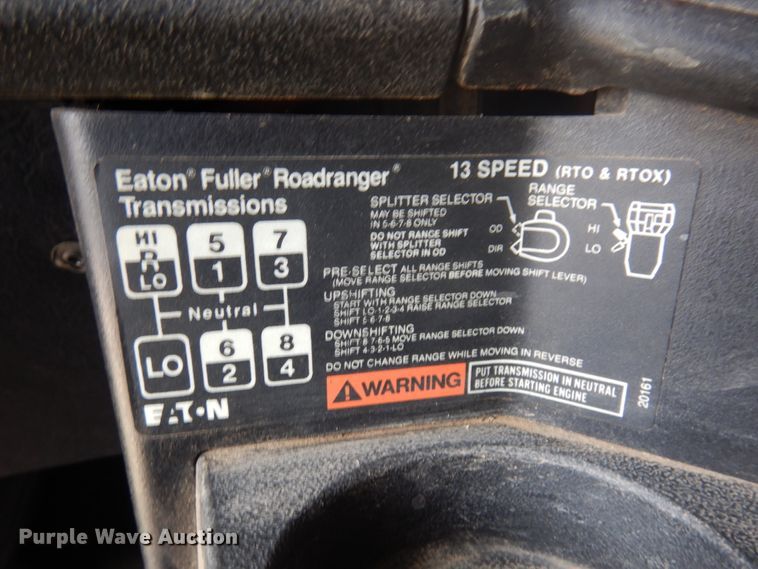 Eaton® Fuller® Roadranger®
Transmissions
13 SPEED (RTO & RTOX)
HI
R
LO
5
1
7
3
Neutral
LO
6
2
8
4
EATON
SPLITTER SELECTOR
MAY BE SHIFTED
IN 5-6-7-8 ONLY
DO NOT RANGE SHIFT
WITH SPLITTER
SELECTOR IN OD
OD
DIR
RANGE
SELECTOR
HI
LO
PRE-SELECT ALL RANGE SHIFTS
(MOVE RANGE SELECTOR BEFORE MOVING SHIFT LEVER)
UPSHIFTING
START WITH RANGE SELECTOR DOWN
SHIFT LO-1-2-3-4 RAISE RANGE SELECTOR
SHIFT 5-6-7-8
DOWNSHIFTING
SHIFT 8-7-6-5 MOVE RANGE SELECTOR DOWN
SHIFT 4-3-2-1-LO
DO NOT CHANGE RANGE WHILE MOVING IN REVERSE
WARNING
PUT TRANSMISSION IN NEUTRAL
BEFORE STARTING ENGINE
20161
Purple Wave Auction